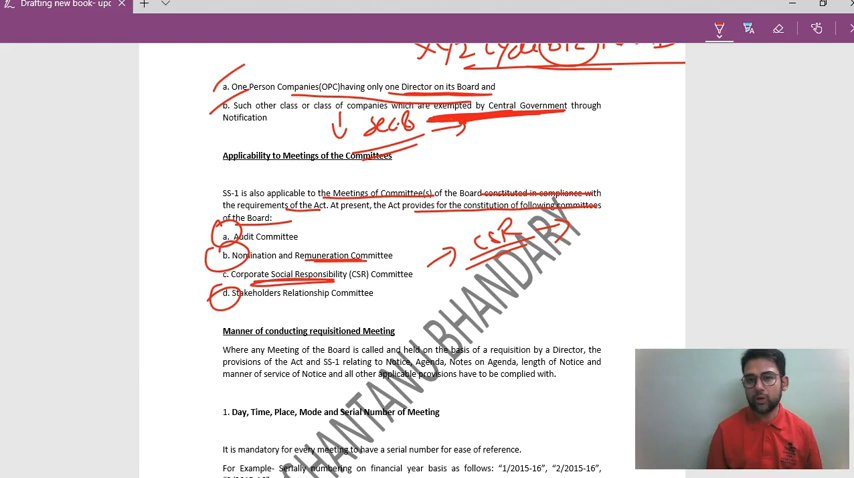 Drafting new book- upc
XYZ
a. One Person Companies(OPC)having only one Director on its Board and
b. Such other class or class of companies which are exempted by Central Government through
Notification
sec.8
Applicability to Meetings of the Committees
SS-1 is also applicable to the Meetings of Committee(s) of the Board constituted in compliance with
the requirements of the Act. At present, the Act provides for the constitution of following committees
of the Board:
a. Audit Committee
b. Nomination and Remuneration Committee
CSR
c. Corporate Social Responsibility (CSR) Committee
d. Stakeholders Relationship Committee
Manner of conducting requisitioned Meeting
Where any Meeting of the Board is called and held on the basis of a requisition by a Director, the
provisions of the Act and SS-1 relating to Notice, Agenda, Notes on Agenda, length of Notice and
manner of service of Notice and all other applicable provisions have to be complied with.
1. Day, Time, Place, Mode and Serial Number of Meeting
It is mandatory for every meeting to have a serial number for ease of reference.
For Example- Serially numbering on financial year basis as follows: "1/2015-16", "2/2015-16",
SHANTANU BHANDARY